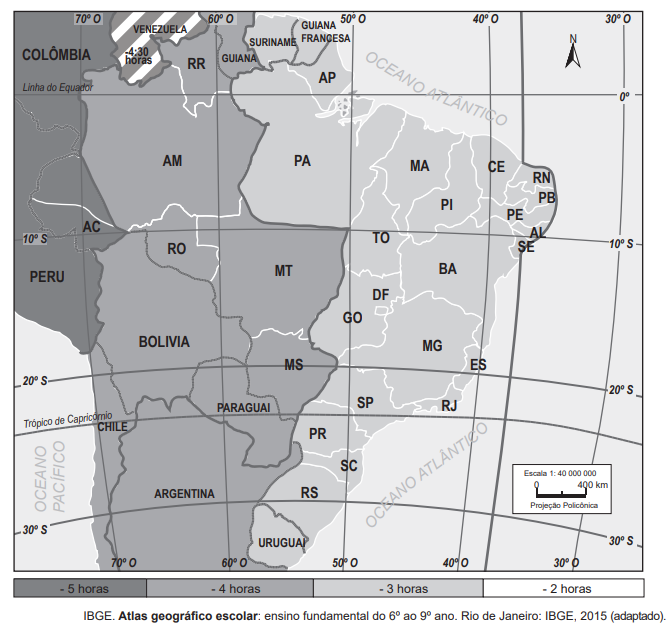 70º O 60º O 50º O 40º O 30º O
VENEZUELA
GUIANA
FRANCESA
SURINAME
COLÔMBIA
-4:30
horas
RR
GUIANA
N
AP
OCEANO ATLÂNTICO
Linha do Equador
0º
AM
PA
MA
CE
RN
PB
PI
PE
AC
AL
10º S
TO
SE
10º S
RO
PERU
MT
BA
DF
GO
BOLIVIA
MG
MS
ES
20º S
20º S
PARAGUAI
SP
RJ
Trópico de Capricórnio
CHILE
PR
OCEANO
PACÍFICO
OCEANO ATLÂNTICO
SC
Escala 1: 40 000 000
0 400 km
Projeção Policônica
ARGENTINA
RS
30º S
URUGUAI
30º S
70º O 60º O 50º O 40º O 30º O
- 5 horas - 4 horas - 3 horas - 2 horas
IBGE. Atlas geográfico escolar: ensino fundamental do 6º ao 9º ano. Rio de Janeiro: IBGE, 2015 (adaptado).